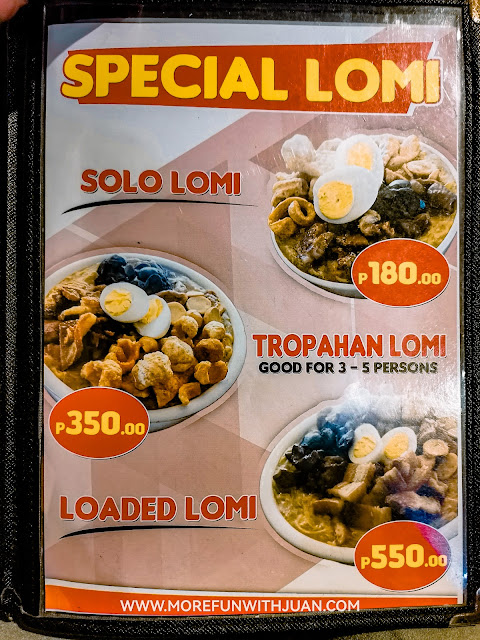 SPECIAL LOMI
SOLO LOMI
P180.00
TROPAHAN LOMI
GOOD FOR 3 - 5 PERSONS
P350.00
LOADED LOMI
P550.00
WWW.MOREFUNWITHJUAN.COM